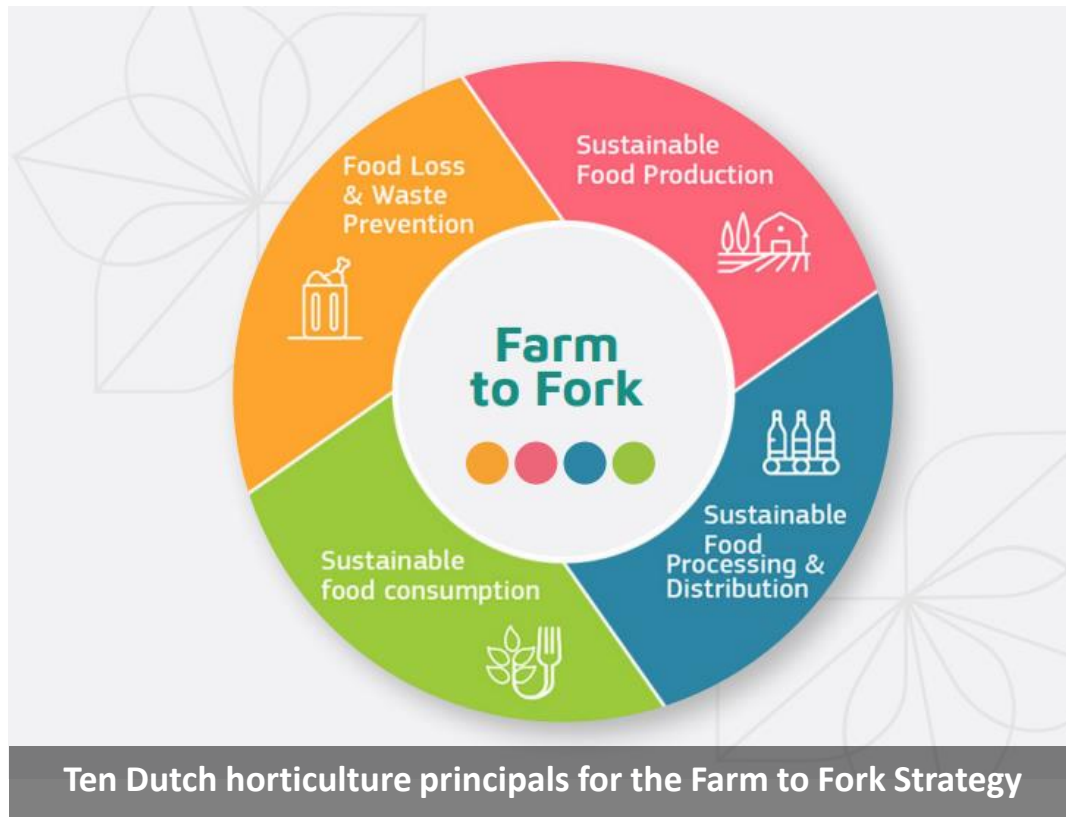 Food Loss
& Waste
Prevention
Sustainable
Food Production
Farm
to Fork
Sustainable
Food
Processing &
Distribution
Sustainable
food consumption
Ten Dutch horticulture principals for the Farm to Fork Strategy